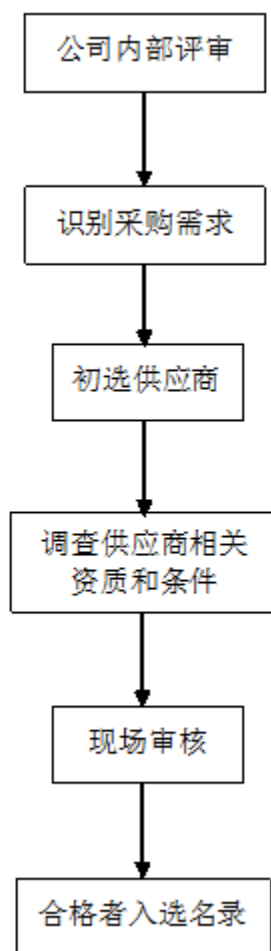 公司内部评审
识别采购需求
初选供应商
调查供应商相关
资质和条件
现场审核
合格者入选名录